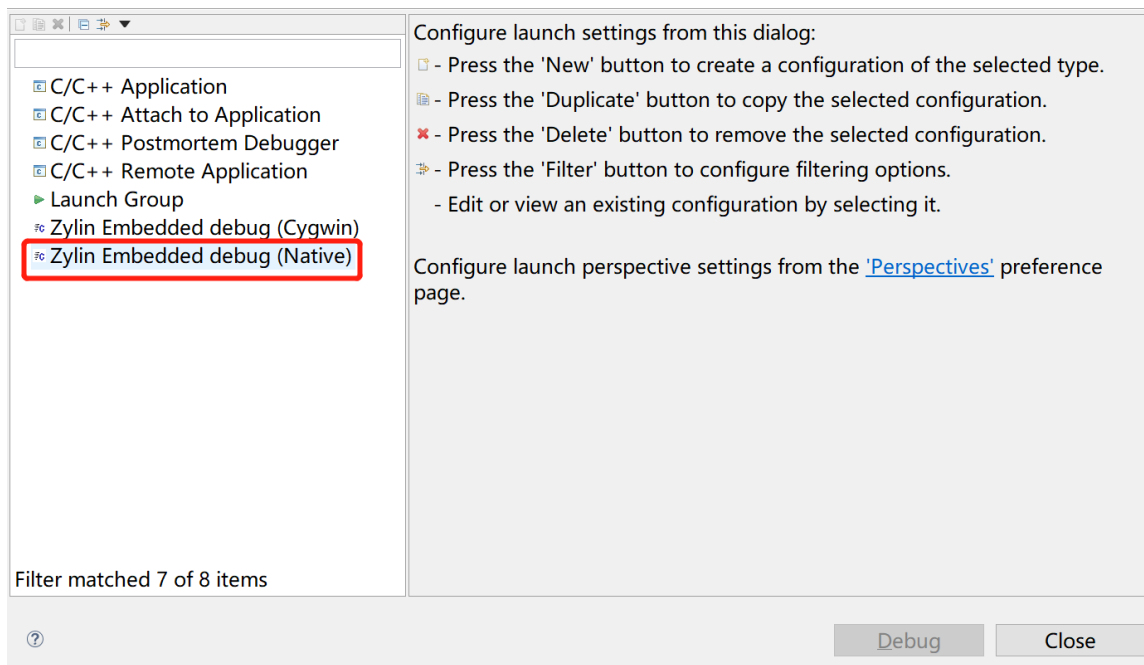 C/C++ Application
C/C++ Attach to Application
C/C++ Postmortem Debugger
C/C++ Remote Application
Launch Group
Zylin Embedded debug (Cygwin)
Zylin Embedded debug (Native)
Filter matched 7 of 8 items
Configure launch settings from this dialog:
- Press the 'New' button to create a configuration of the selected type.
- Press the 'Duplicate' button to copy the selected configuration.
- Press the 'Delete' button to remove the selected configuration.
- Press the 'Filter' button to configure filtering options.
- Edit or view an existing configuration by selecting it.
Configure launch perspective settings from the 'Perspectives' preference
page.
Debug
Close